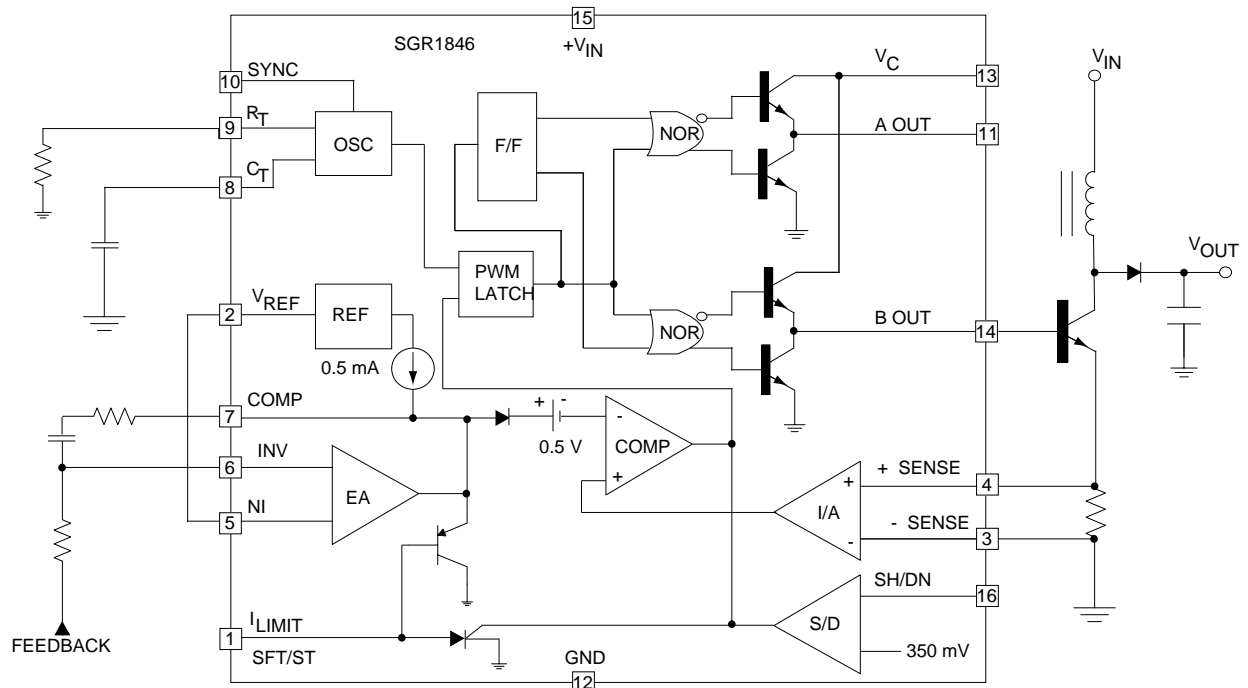 15
SGR1846
+VIN
10
SYNC
VC
13
VIN
9
RT
OSC
F/F
NOR
A OUT
11
8
CT
PWM
LATCH
VOUT
2
VREF
REF
NOR
B OUT
14
0.5 mA
7
COMP
+ -
-
0.5 V
COMP
+
6
INV
EA
+ SENSE
4
+
I/A
5
NI
- SENSE
3
-
SH/DN
16
1
ILIMIT
S/D
FEEDBACK
SFT/ST
350 mV
GND
12